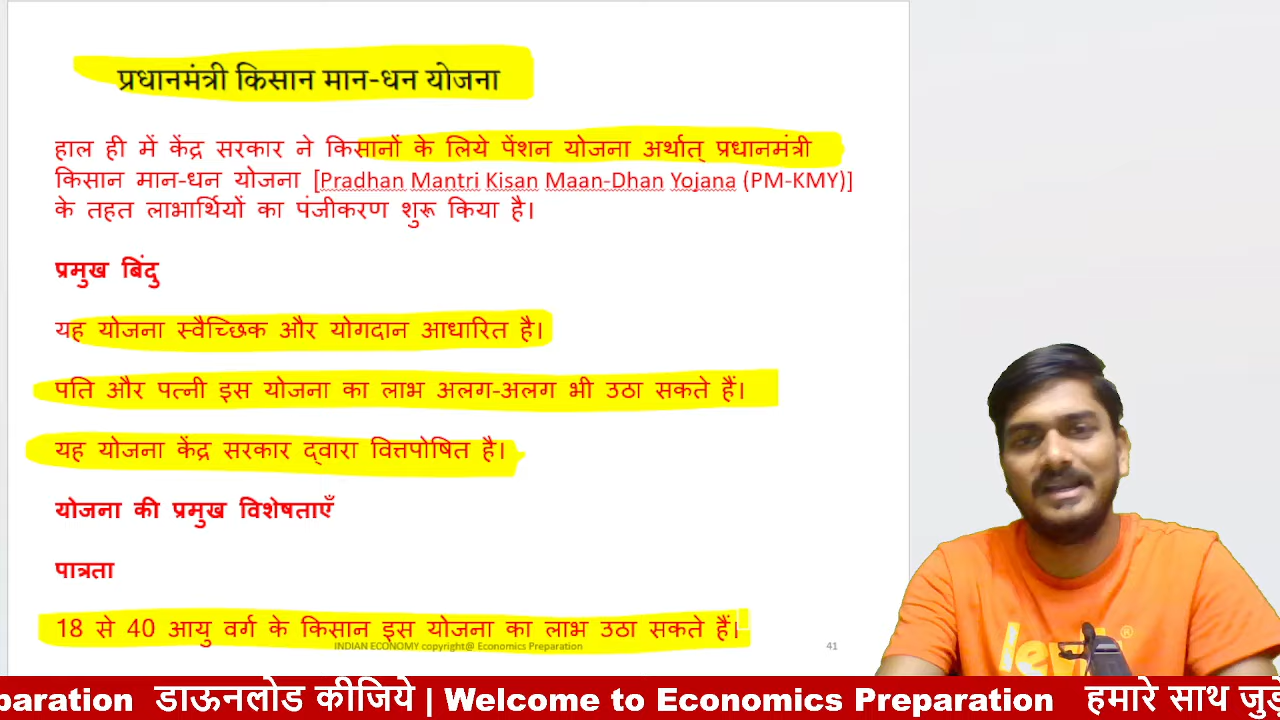 प्रधानमंत्री किसान मान-धन योजना
हाल ही में केंद्र सरकार ने किसानों के लिये पेंशन योजना अर्थात् प्रधानमंत्री
किसान मान-धन योजना [Pradhan Mantri Kisan Maan-Dhan Yojana (PM-KMY)]
के तहत लाभार्थियों का पंजीकरण शुरू किया है।
प्रमुख बिंदु
यह योजना स्वैच्छिक और योगदान आधारित है।
पति और पत्नी इस योजना का लाभ अलग-अलग भी उठा सकते हैं।
यह योजना केंद्र सरकार द्वारा वित्तपोषित है।
योजना की प्रमुख विशेषताएँ
पात्रता
18 से 40 आयु वर्ग के किसान इस योजना का लाभ उठा सकते हैं।
INDIAN ECONOMY copyright@ Economics Preparation
41
paration डाऊनलोड कीजिये | Welcome to Economics Preparation हमारे साथ जुड़े